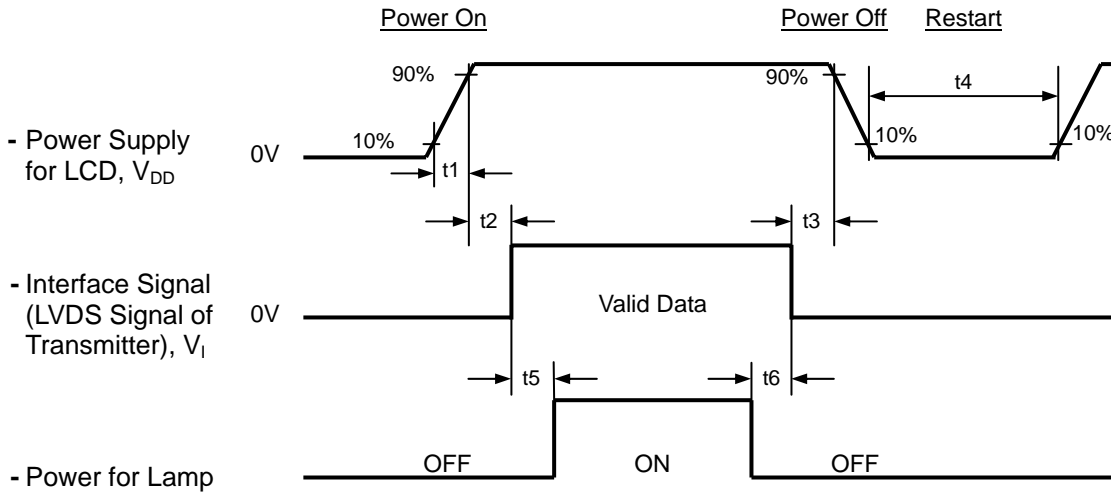 Power On
Power Off
Restart
90%
90%
t4
10%
10%
10%
- Power Supply
for LCD, VDD
0V
t1
t2
t3
- Interface Signal
(LVDS Signal of
Transmitter), VI
0V
Valid Data
t5
t6
- Power for Lamp
OFF
ON
OFF